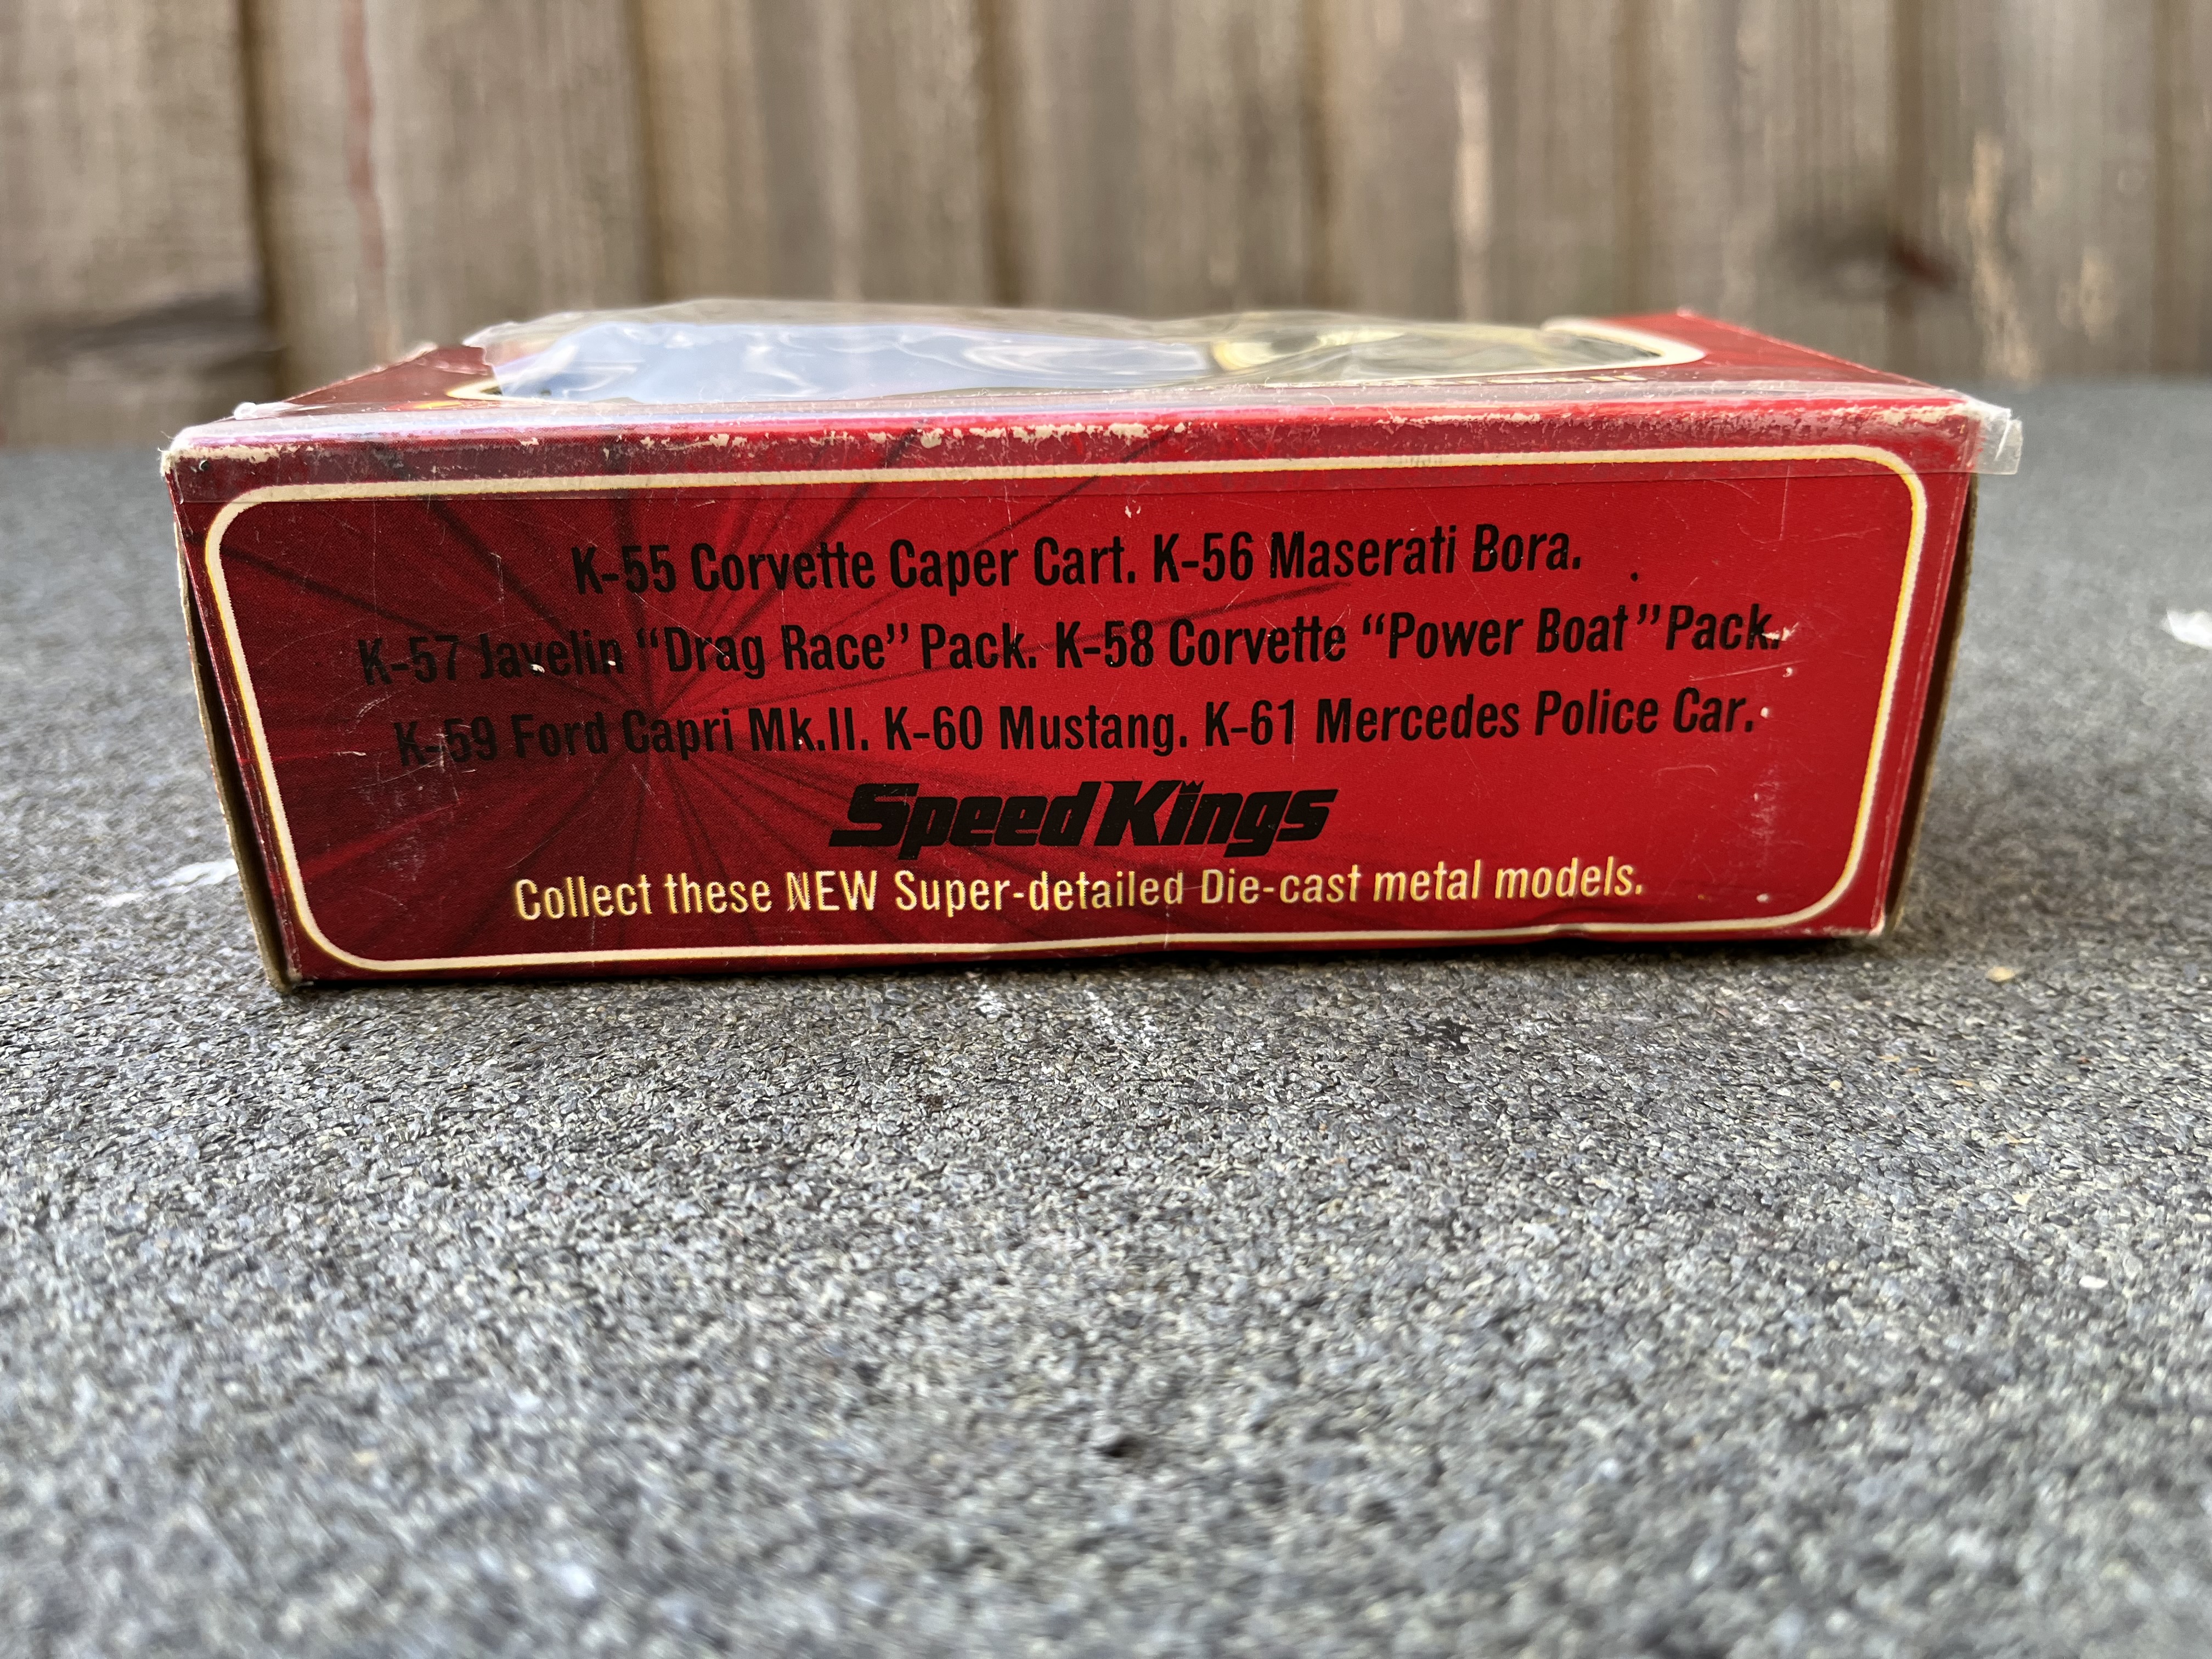 K-55 Corvette Caper Cart. K-56 Maserati Bora.
K-57 Javelin “Drag Race” Pack. K-58 Corvette “Power Boat” Pack.
K-59 Ford Capri Mk.II. K-60 Mustang. K-61 Mercedes Police Car.
Speed Kings
Collect these NEW Super-detailed Die-cast metal models.